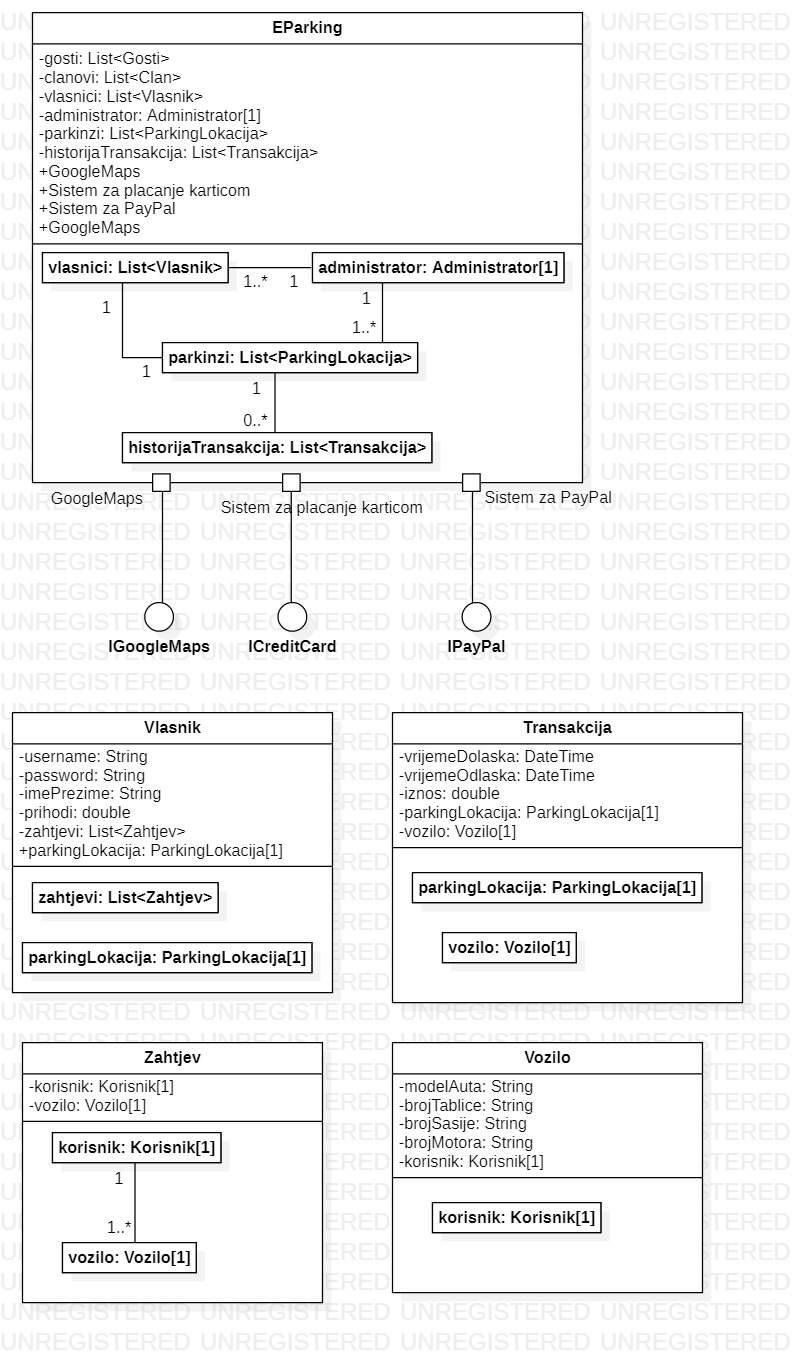 EParking
-gosti: List<Gosti>
-clanovi: List<Clan>
-vlasnici: List<Vlasnik>
-administrator: Administrator[1]
-parkinzi: List<ParkingLokacija>
-historijaTransakcija: List<Transakcija>
+GoogleMaps
+Sistem za placanje karticom
+Sistem za PayPal
+GoogleMaps
vlasnici: List<Vlasnik>
1..*
1
administrator: Administrator[1]
1
1
1..*
1
parkinzi: List<ParkingLokacija>
1
0..*
historijaTransakcija: List<Transakcija>
GoogleMaps
Sistem za placanje karticom
Sistem za PayPal
IGoogleMaps
ICreditCard
IPayPal
Vlasnik
-username: String
-password: String
-imePrezime: String
-prihodi: double
-zahtjevi: List<Zahtjev>
+parkingLokacija: ParkingLokacija[1]
zahtjevi: List<Zahtjev>
parkingLokacija: ParkingLokacija[1]
Transakcija
-vrijemeDolaska: DateTime
-vrijemeOdlaska: DateTime
-iznos: double
-parkingLokacija: ParkingLokacija[1]
-vozilo: Vozilo[1]
parkingLokacija: ParkingLokacija[1]
vozilo: Vozilo[1]
Zahtjev
-korisnik: Korisnik[1]
-vozilo: Vozilo[1]
korisnik: Korisnik[1]
1
1..*
vozilo: Vozilo[1]
Vozilo
-modelAuta: String
-brojTablice: String
-brojSasije: String
-brojMotora: String
-korisnik: Korisnik[1]
korisnik: Korisnik[1]
UNREGISTERED